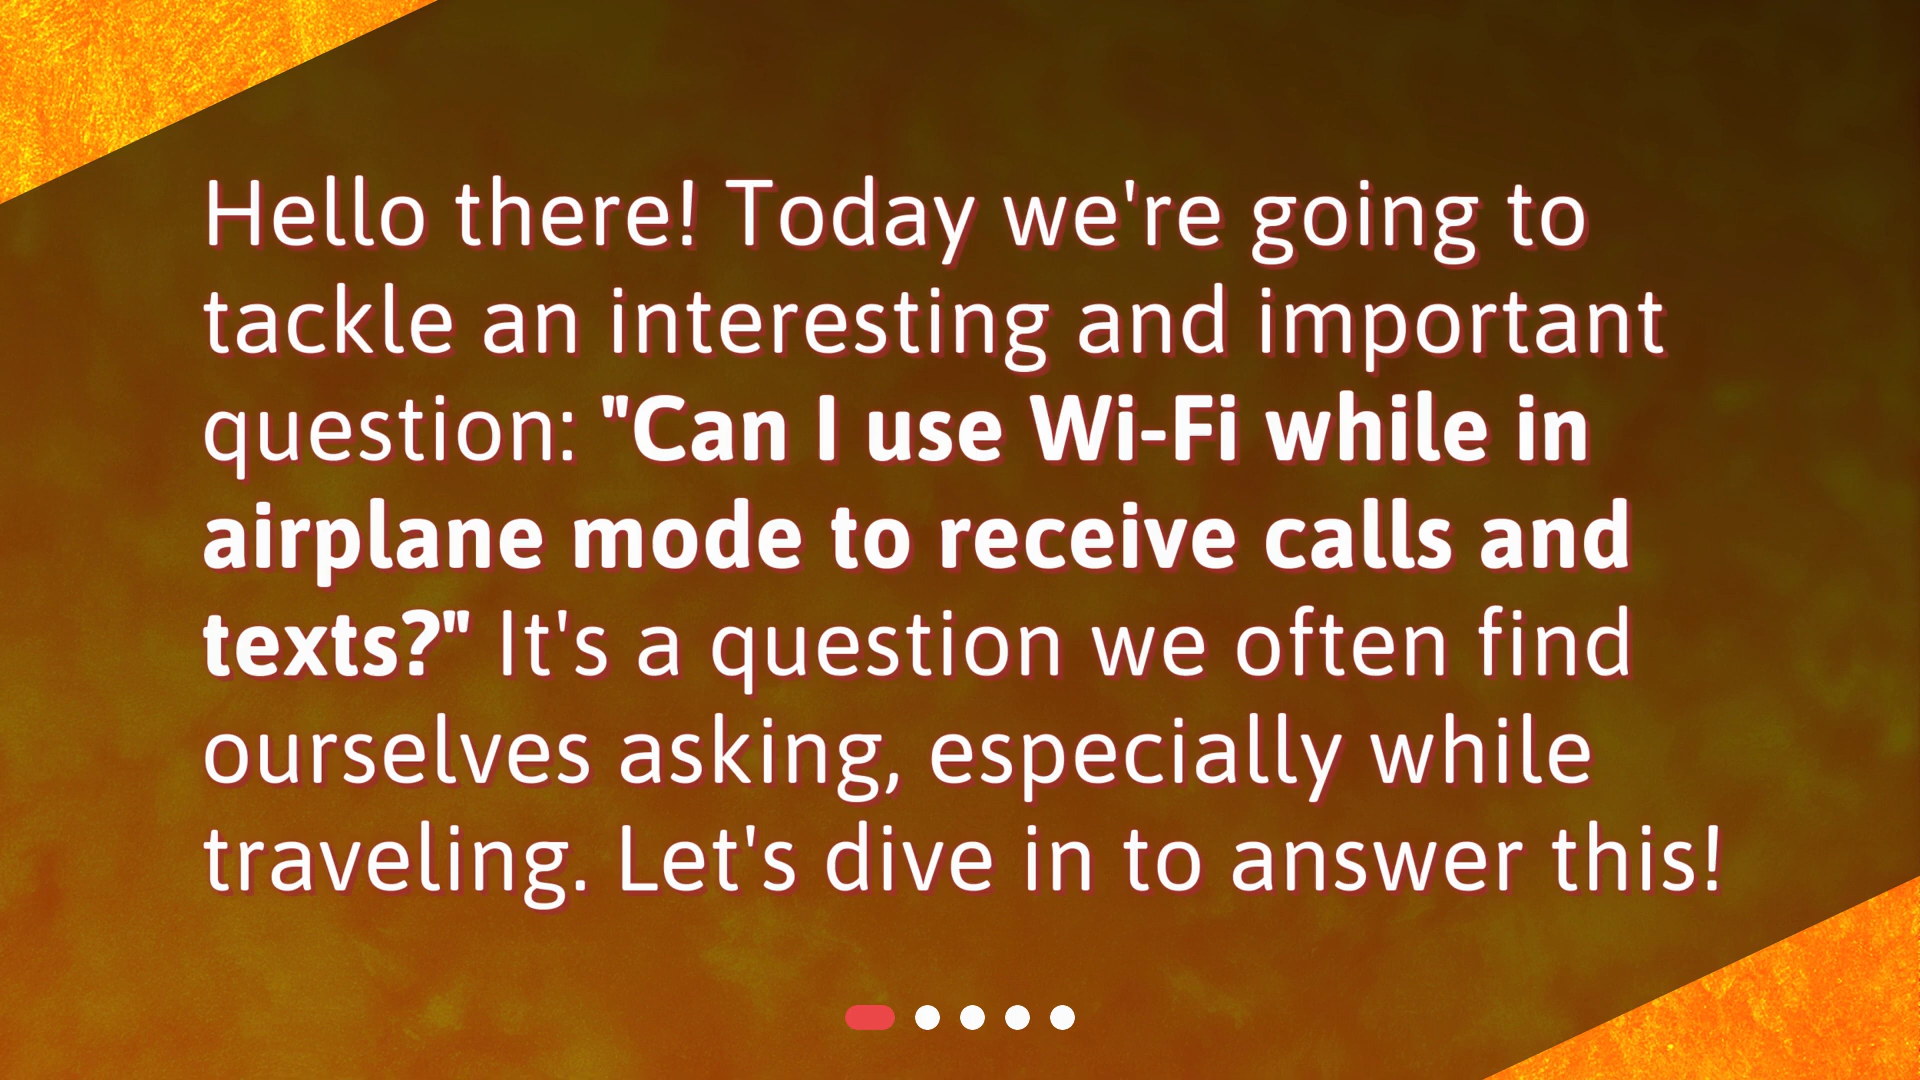 Hello there! Today we're going to
tackle an interesting and important
question: "Can I use Wi-Fi while in
airplane mode to receive calls and
texts?" It's a question we often find
ourselves asking, especially while
traveling. Let's dive in to answer this!